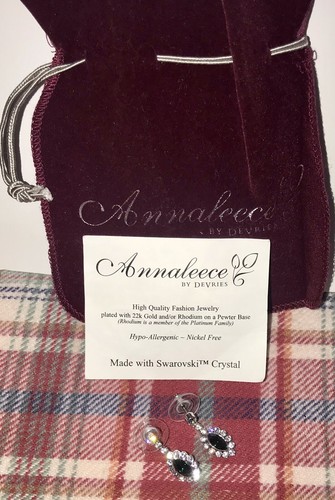 Annaleece
BY DEVRIES
Annaleece
BY DEVRIES
High Quality Fashion Jewelry
plated with 22k Gold and/or Rhodium on a Pewter Base
(Rhodium is a member of the Platinum Family)
Hypo-Allergenic ~ Nickel Free
Made with Swarovski™ Crystal